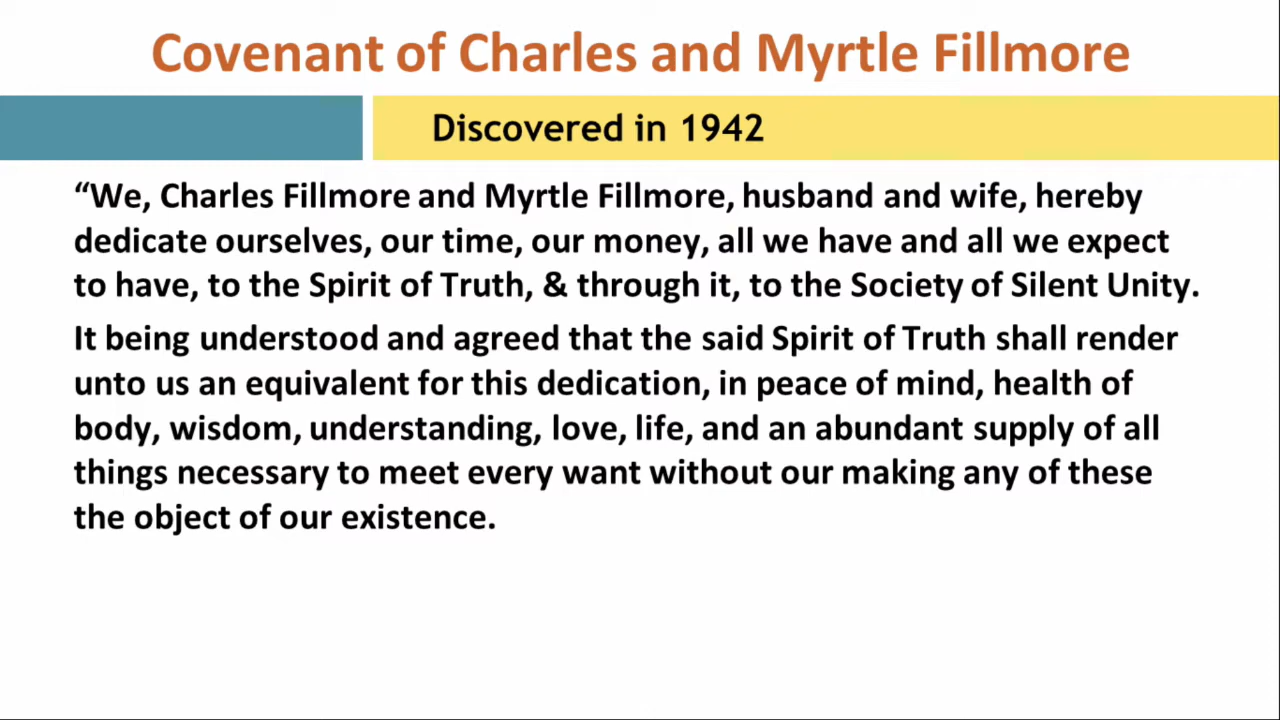 Covenant of Charles and Myrtle Fillmore
Discovered in 1942
“We, Charles Fillmore and Myrtle Fillmore, husband and wife, hereby
dedicate ourselves, our time, our money, all we have and all we expect
to have, to the Spirit of Truth, & through it, to the Society of Silent Unity.
It being understood and agreed that the said Spirit of Truth shall render
unto us an equivalent for this dedication, in peace of mind, health of
body, wisdom, understanding, love, life, and an abundant supply of all
things necessary to meet every want without our making any of these
the object of our existence.